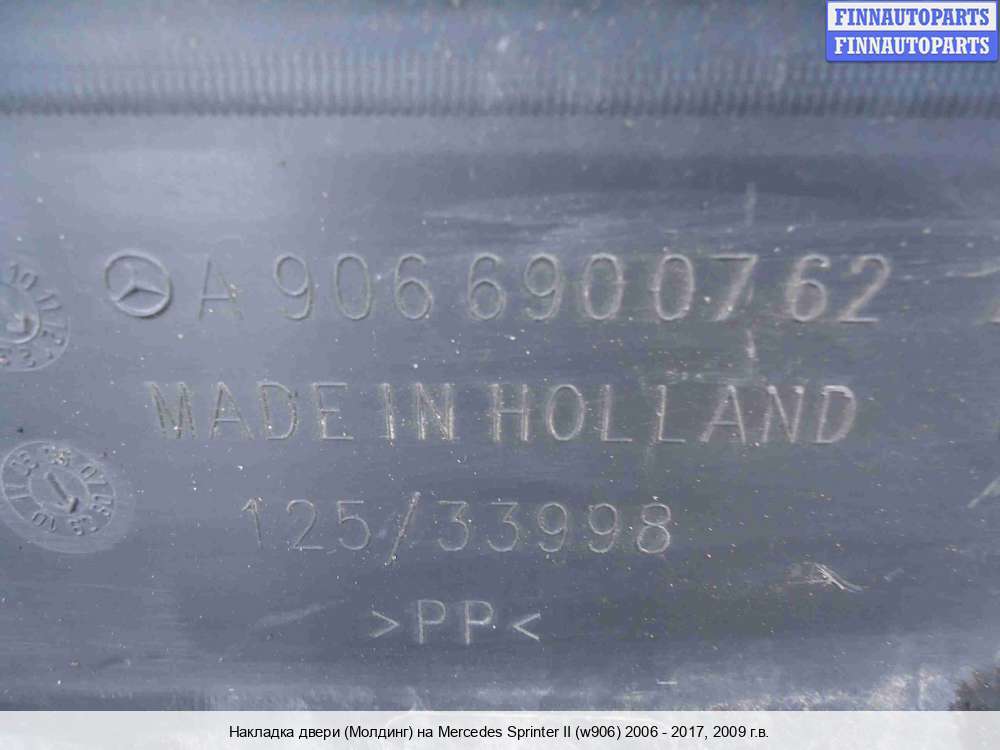 FINNAUTOPARTS
FINNAUTOPARTS
A 906 690 07 62
MADE IN HOLLAND
125/33998
>PP<
Накладка двери (Молдинг) на Mercedes Sprinter II (w906) 2006 - 2017, 2009 г.в.